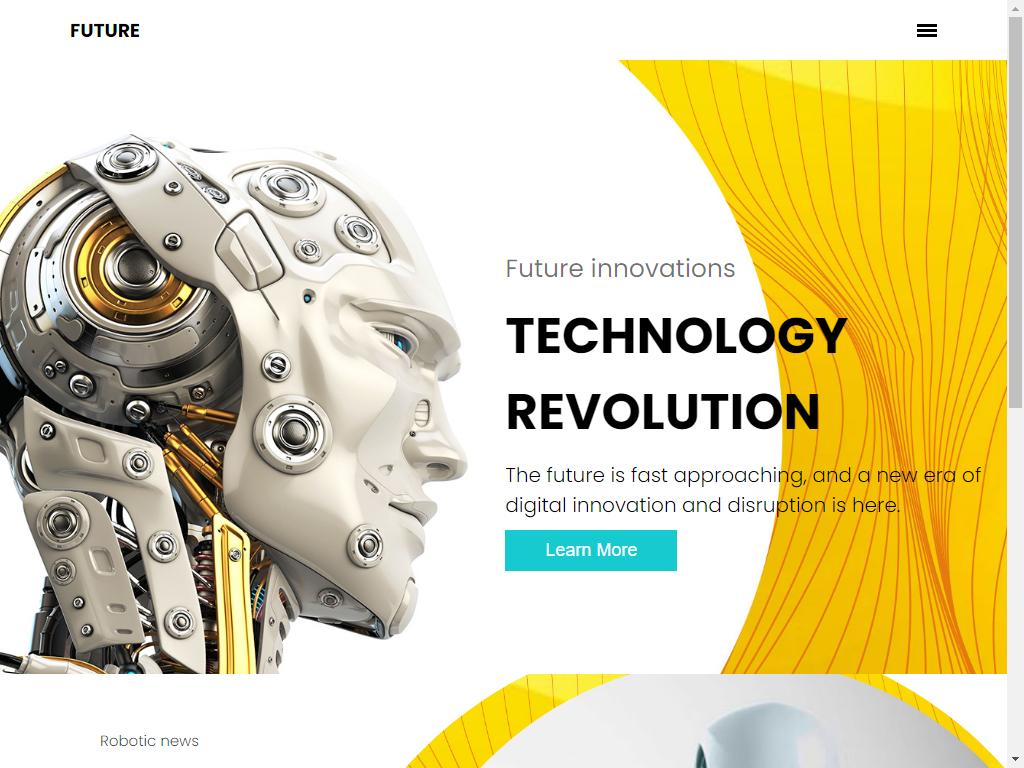 FUTURE
Future innovations
TECHNOLOGY
REVOLUTION
The future is fast approaching, and a new era of
digital innovation and disruption is here.
Learn More
Robotic news